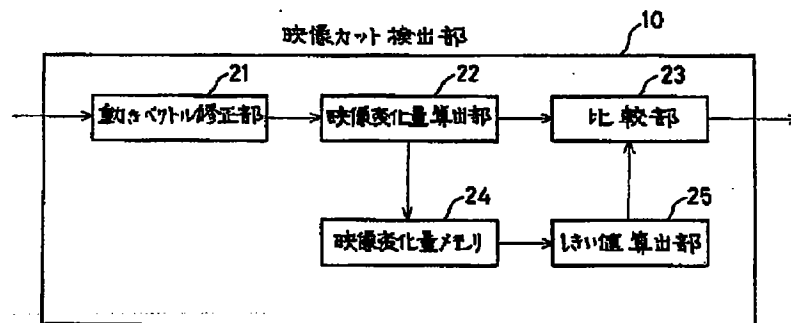 映像カット検出部
10
21
22
23
動きベクトル修正部
映像変化量算出部
比較部
24
25
映像変化量メモリ
しきい値算出部